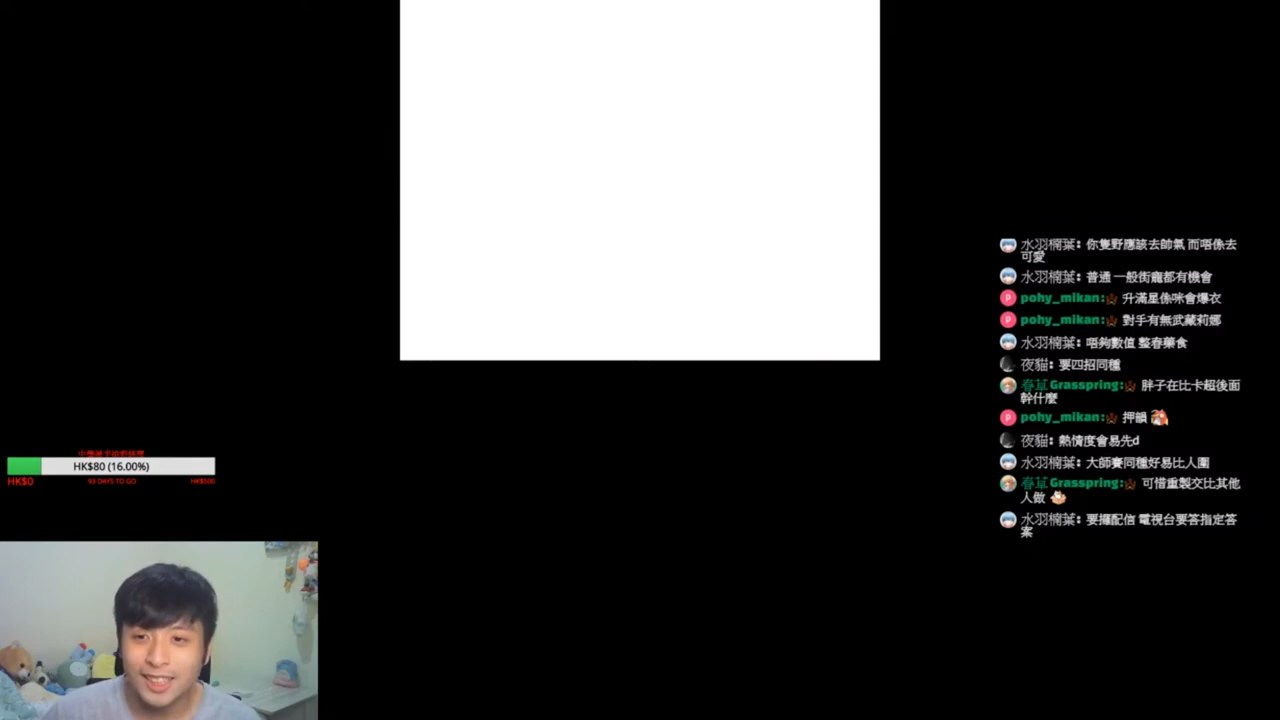 水羽楠葉: 你隻野應該去帥氣 而唔係去
可愛
水羽楠葉: 普通 一般街寵都有機會
pohy_mikan: 升滿星係咪會爆衣
pohy_mikan: 對手有無武藏莉娜
水羽楠葉: 唔夠數值 整春藥食
夜貓: 要四招同種
春草Grasspring: 胖子在比卡超後面
幹什麼
pohy_mikan: 押韻
夜貓: 熱情度會易先d
水羽楠葉: 大師賽同種好易比人圍
春草Grasspring: 可惜重製交比其他
人做
水羽楠葉: 要攞配信 電視台要答指定答
案
HK$80 (16.00%)
HK$0
93 DAYS TO GO
HK$500